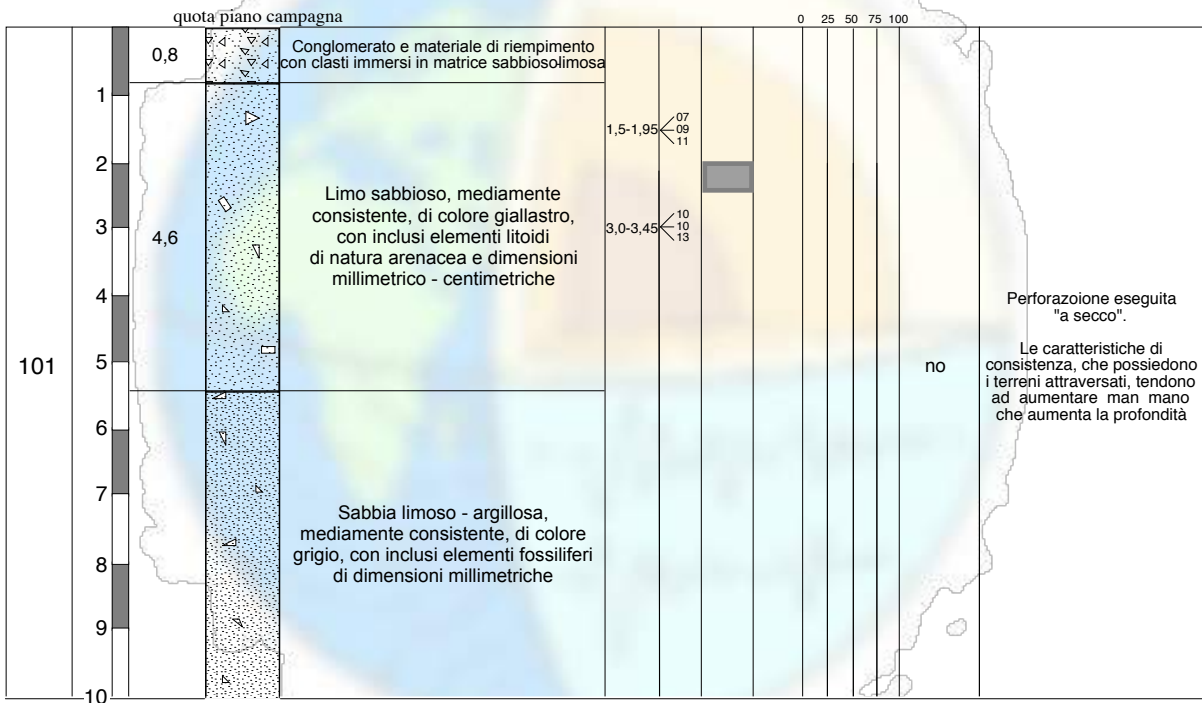 quota piano campagna
0 25 50 75 100
0,8
Conglomerato e materiale di riempimento
con clasti immersi in matrice sabbiosolimosa
1
2
3
4
5
6
7
8
9
10
101
4,6
Limo sabbioso, mediamente
consistente, di colore giallastro,
con inclusi elementi litoidi
di natura arenacea e dimensioni
millimetrico - centimetriche
Sabbia limoso - argillosa,
mediamente consistente, di colore
grigio, con inclusi elementi fossiliferi
di dimensioni millimetriche
1,5-1,95
07
09
11
3,0-3,45
10
10
13
no
Perforazoione eseguita
"a secco".
Le caratteristiche di
consistenza, che possiedono
i terreni attraversati, tendono
ad aumentare man mano
che aumenta la profondità